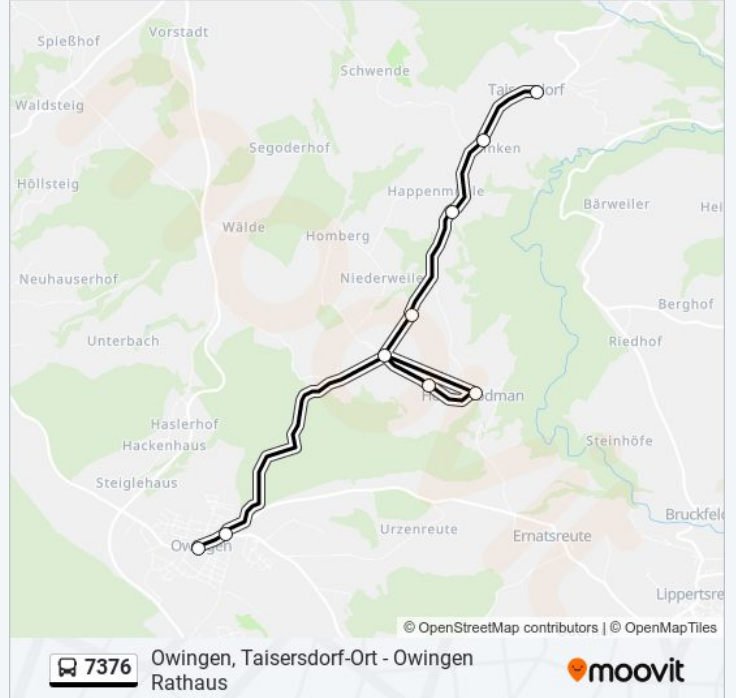 Spießhof
Vorstadt
Schwende
Waldsteig
Segoderhof
Höllsteig
Bärweiler
Wälde
Homberg
Neuhauserhof
Berghof
Unterbach
Riedhof
Haslerhof
Hackenhaus
Steinhöfe
Steiglehaus
Urzenreute
Ernatsreute
© OpenStreetMap contributors | © OpenMapTiles
7376
Owingen, Taisersdorf-Ort - Owingen
Rathaus
moovit